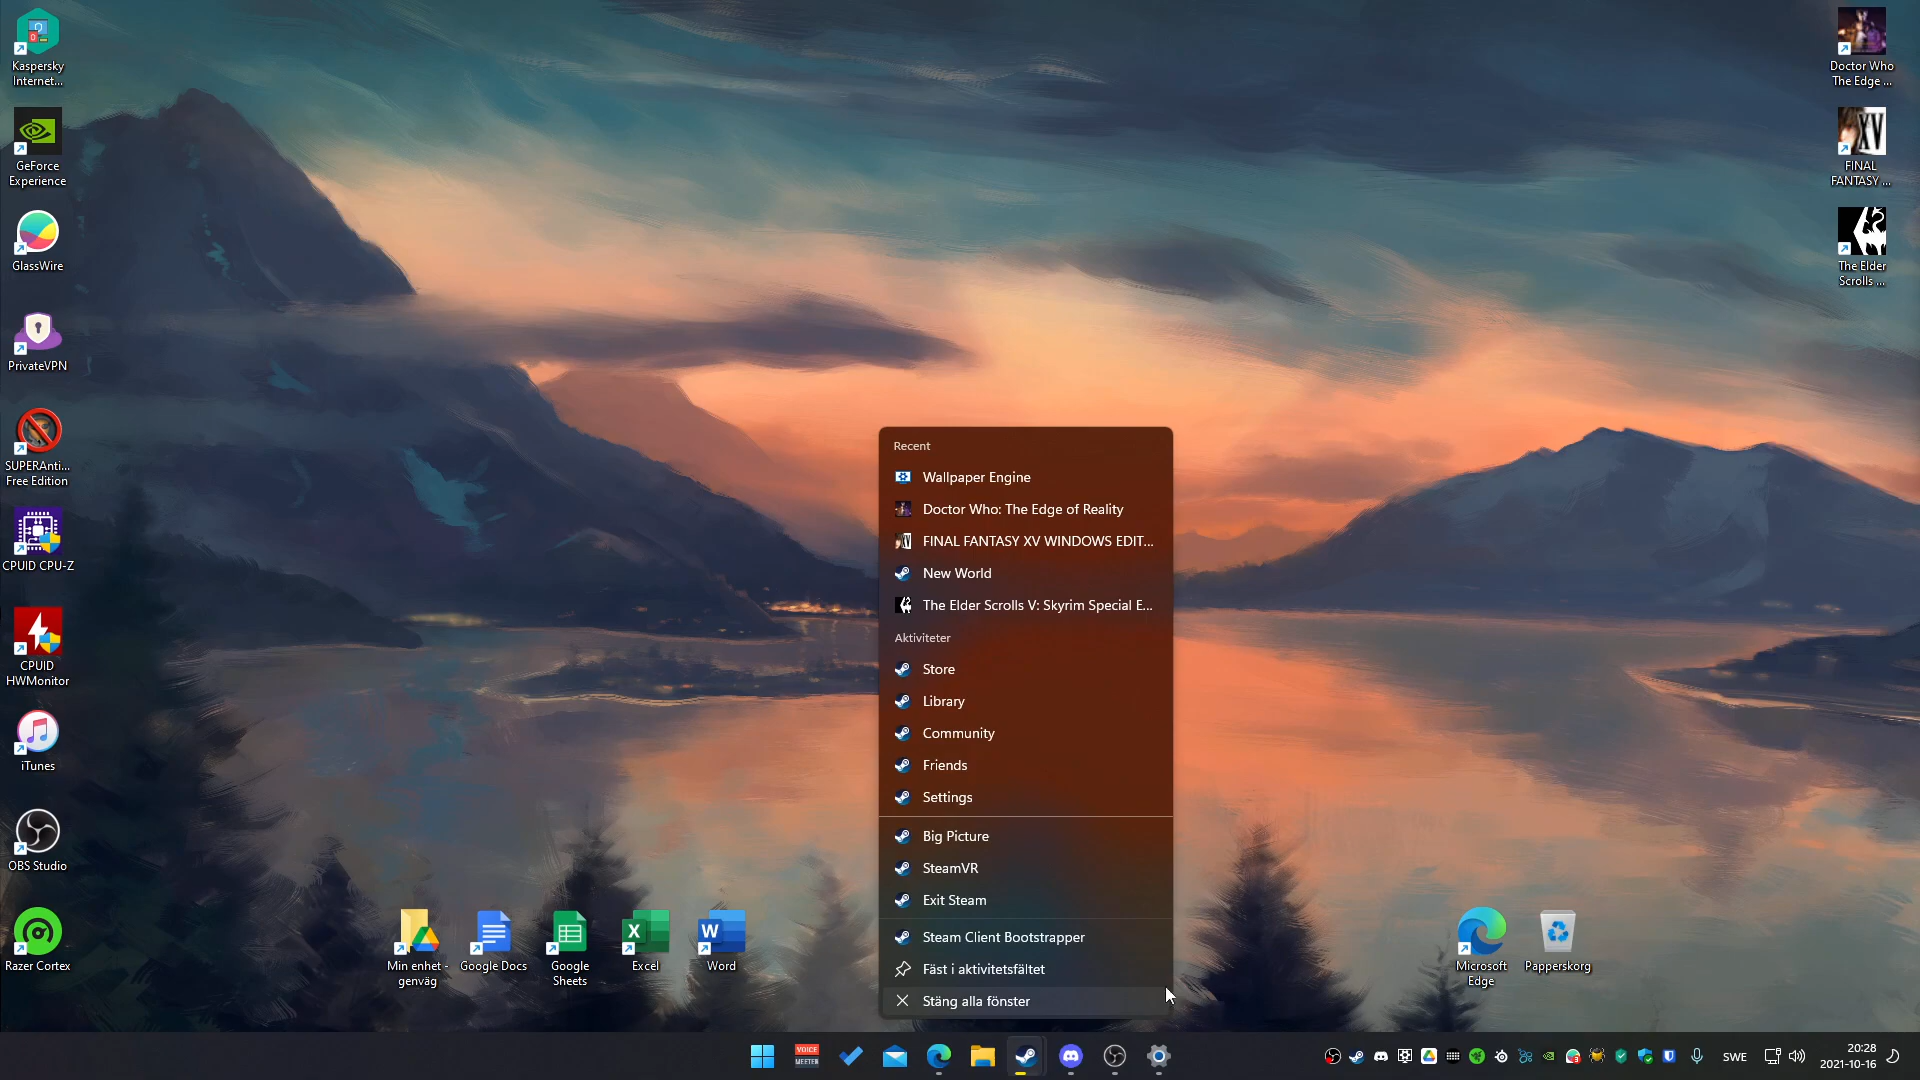 Kaspersky
Internet...
GeForce
Experience
GlassWire
PrivateVPN
SUPERAnti...
Free Edition
CPUID CPU-Z
CPUID
HWMonitor
iTunes
OBS Studio
Razer Cortex
Min enhet -
genväg
Google Docs
Google
Sheets
Excel
Word
Recent
Wallpaper Engine
Doctor Who: The Edge of Reality
FINAL FANTASY XV WINDOWS EDIT...
New World
The Elder Scrolls V: Skyrim Special E...
Aktiviteter
Store
Library
Community
Friends
Settings
Big Picture
SteamVR
Exit Steam
Steam Client Bootstrapper
Fäst i aktivitetsfältet
Stäng alla fönster
Doctor Who
The Edge ...
XV
FINAL
FANTASY ...
The Elder
Scrolls ...
Microsoft
Edge
Papperskorg
VOICE
MEETER
SWE
20:28
2021-10-16